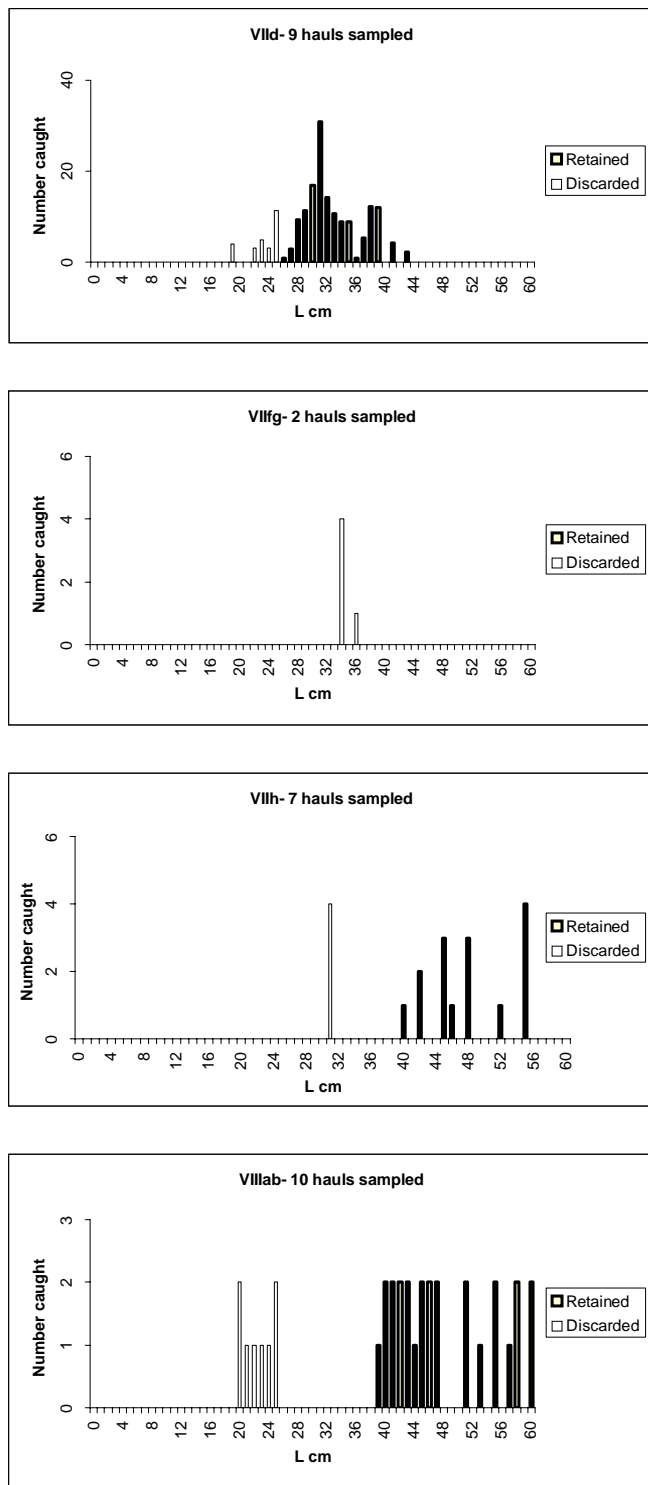 VIId- 9 hauls sampled
Number caught
40
20
0
0 4 8 12 16 20 24 28 32 36 40 44 48 52 56 60
L cm
Retained
Discarded
VIIfg- 2 hauls sampled
Number caught
6
4
2
0
0 4 8 12 16 20 24 28 32 36 40 44 48 52 56 60
L cm
Retained
Discarded
VIIh- 7 hauls sampled
Number caught
6
4
2
0
0 4 8 12 16 20 24 28 32 36 40 44 48 52 56 60
L cm
Retained
Discarded
VIIIab- 10 hauls sampled
Number caught
3
2
1
0
0 4 8 12 16 20 24 28 32 36 40 44 48 52 56 60
L cm
Retained
Discarded